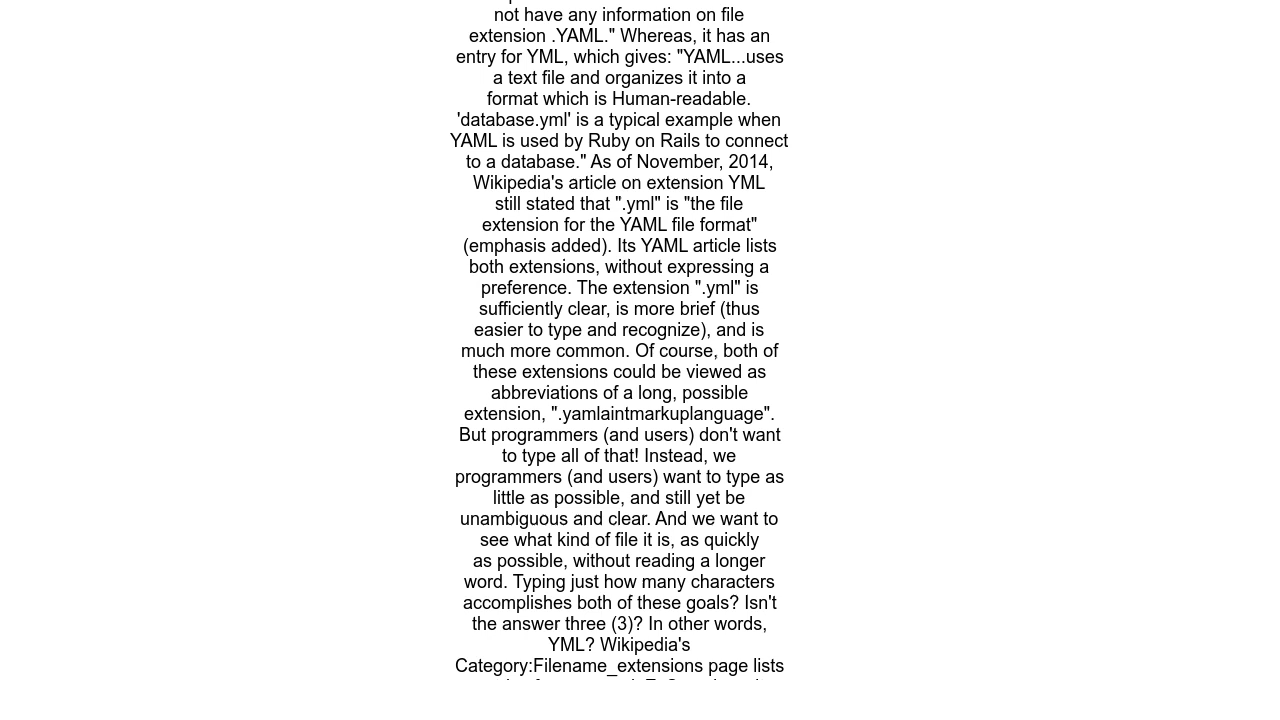 not have any information on file
extension .YAML." Whereas, it has an
entry for YML, which gives: "YAML...uses
a text file and organizes it into a
format which is Human-readable.
'database.yml' is a typical example when
YAML is used by Ruby on Rails to connect
to a database." As of November, 2014,
Wikipedia's article on extension YML
still stated that ".yml" is "the file
extension for the YAML file format"
(emphasis added). Its YAML article lists
both extensions, without expressing a
preference. The extension ".yml" is
sufficiently clear, is more brief (thus
easier to type and recognize), and is
much more common. Of course, both of
these extensions could be viewed as
abbreviations of a long, possible
extension, ".yamlaintmarkuplanguage".
But programmers (and users) don't want
to type all of that! Instead, we
programmers (and users) want to type as
little as possible, and still yet be
unambiguous and clear. And we want to
see what kind of file it is, as quickly
as possible, without reading a longer
word. Typing just how many characters
accomplishes both of these goals? Isn't
the answer three (3)? In other words,
YML? Wikipedia's
Category:Filename_extensions page lists